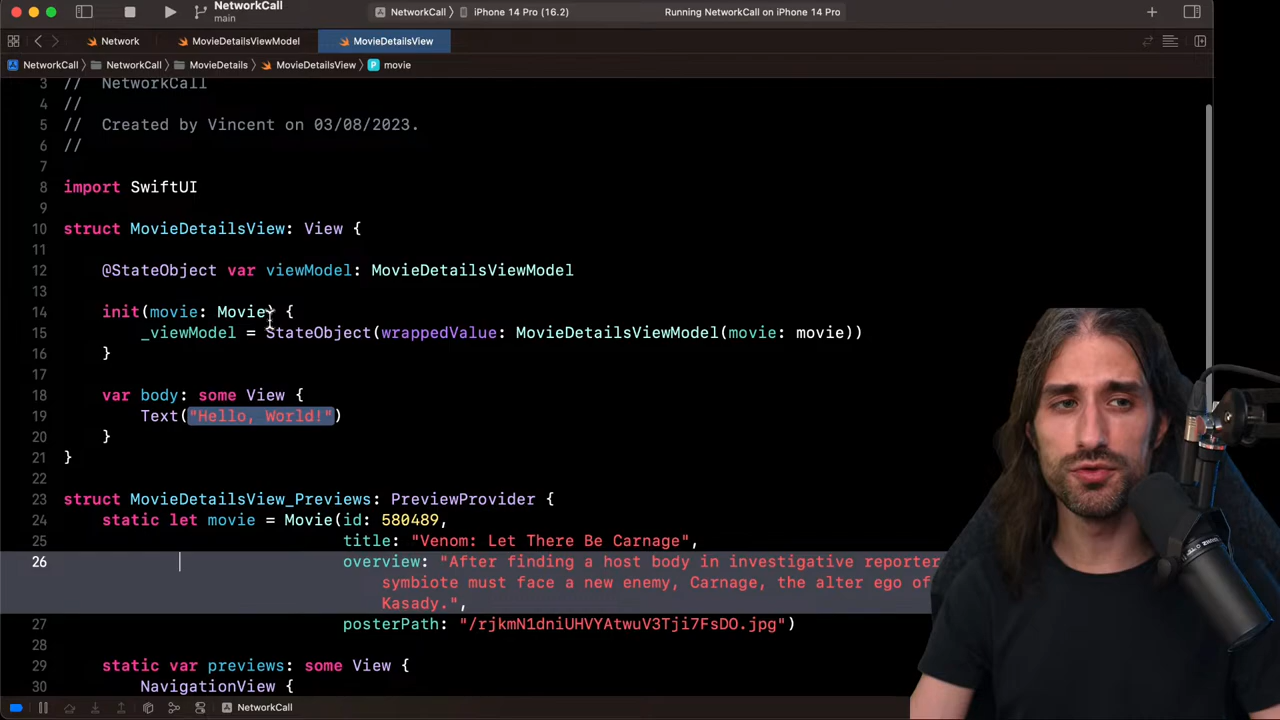 NetworkCall
main
NetworkCall
iPhone 14 Pro (16.2)
Running NetworkCall on iPhone 14 Pro
Network
MovieDetailsViewModel
MovieDetailsView
NetworkCall
NetworkCall
MovieDetails
MovieDetailsView
P movie
3 // NetworkCall
4 //
5 // Created by Vincent on 03/08/2023.
6 //
7
8 import SwiftUI
9
10 struct MovieDetailsView: View {
11
12 @StateObject var viewModel: MovieDetailsViewModel
13
14 init(movie: Movie) {
15 _viewModel = StateObject(wrappedValue: MovieDetailsViewModel(movie: movie))
16 }
17
18 var body: some View {
19 Text("Hello, World!")
20 }
21 }
22
23 struct MovieDetailsView_Previews: PreviewProvider {
24 static let movie = Movie(id: 580489,
25 title: "Venom: Let There Be Carnage",
26 overview: "After finding a host body in investigative reporter
symbiote must face a new enemy, Carnage, the alter ego of
Kasady.",
27 posterPath: "/rjkmN1dniUHVYAtwuV3Tji7FsDO.jpg")
28
29 static var previews: some View {
30 NavigationView {
NetworkCall